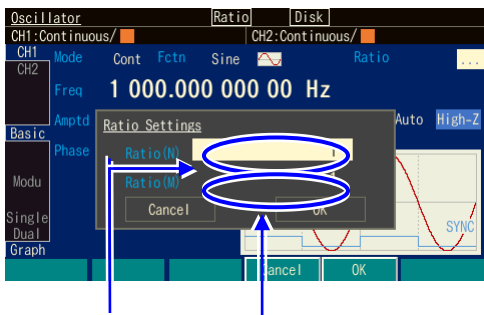 Oscillator Ratio Disk
CH1:Continuous/ CH2:Continuous/
CH1 Mode Cont Fctn Sine Ratio ...
CH2
Freq 1 000.000 000 00 Hz
Amptd Auto High-Z
Ratio Settings
Basic
Phase Ratio(N) 1
Modu Ratio(M)
Cancel OK
Single
Dual SYNC
Graph
Cancel OK